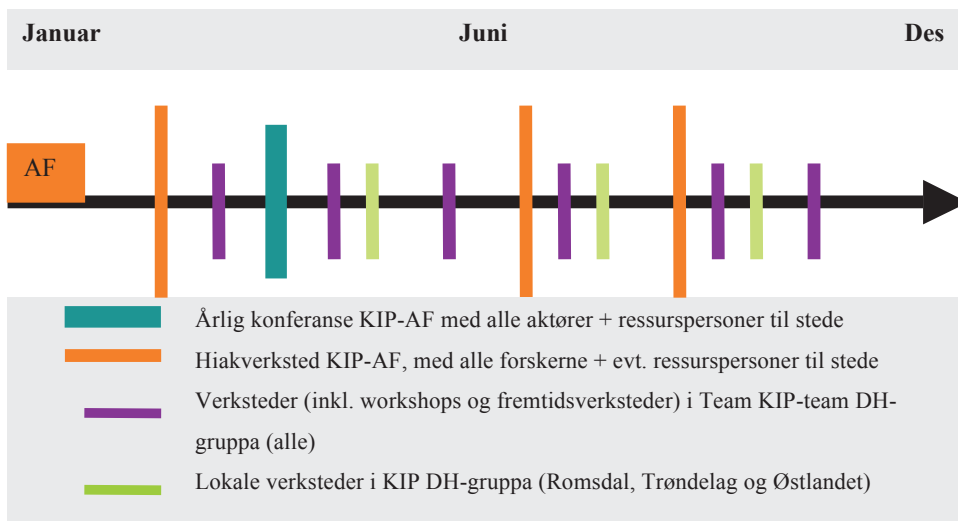 Januar Juni Des
AF
Årlig konferanse KIP-AF med alle aktører + ressurspersoner til stede
Hiakverksted KIP-AF, med alle forskerne + evt. ressurspersoner til stede
Verksteder (inkl. workshops og fremtidsverksteder) i Team KIP-team DH-
gruppa (alle)
Lokale verksteder i KIP DH-gruppa (Romsdal, Trøndelag og Østlandet)